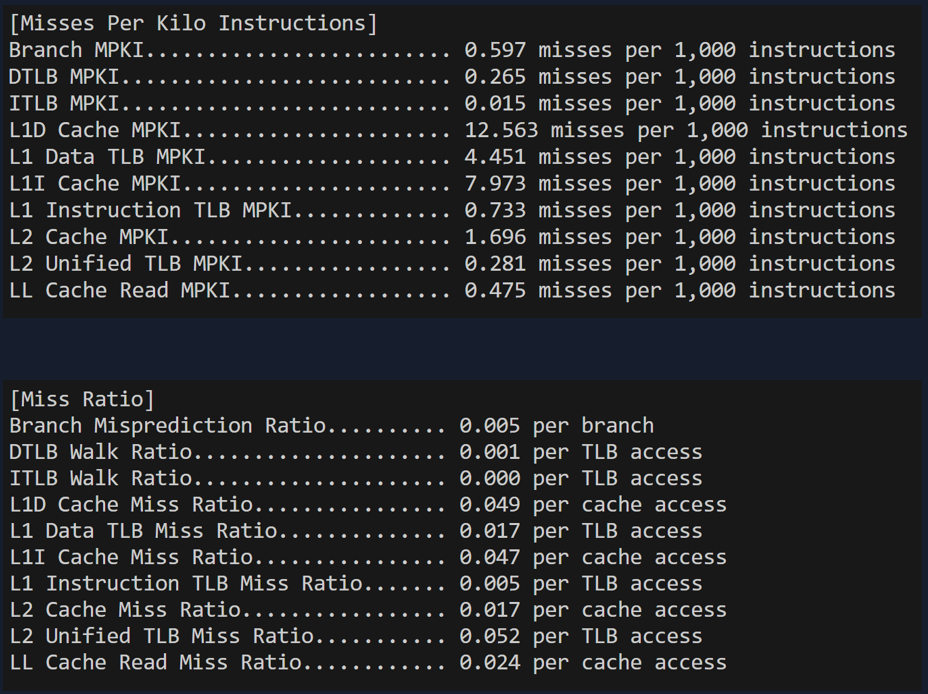 [Misses Per Kilo Instructions]
Branch MPKI......................... 0.597 misses per 1,000 instructions
DTLB MPKI........................... 0.265 misses per 1,000 instructions
ITLB MPKI........................... 0.015 misses per 1,000 instructions
L1D Cache MPKI...................... 12.563 misses per 1,000 instructions
L1 Data TLB MPKI.................... 4.451 misses per 1,000 instructions
L1I Cache MPKI...................... 7.973 misses per 1,000 instructions
L1 Instruction TLB MPKI............. 0.733 misses per 1,000 instructions
L2 Cache MPKI....................... 1.696 misses per 1,000 instructions
L2 Unified TLB MPKI................. 0.281 misses per 1,000 instructions
LL Cache Read MPKI.................. 0.475 misses per 1,000 instructions
[Miss Ratio]
Branch Misprediction Ratio.......... 0.005 per branch
DTLB Walk Ratio..................... 0.001 per TLB access
ITLB Walk Ratio..................... 0.000 per TLB access
L1D Cache Miss Ratio................ 0.049 per cache access
L1 Data TLB Miss Ratio.............. 0.017 per TLB access
L1I Cache Miss Ratio................ 0.047 per cache access
L1 Instruction TLB Miss Ratio....... 0.005 per TLB access
L2 Cache Miss Ratio................. 0.017 per cache access
L2 Unified TLB Miss Ratio........... 0.052 per TLB access
LL Cache Read Miss Ratio............ 0.024 per cache access